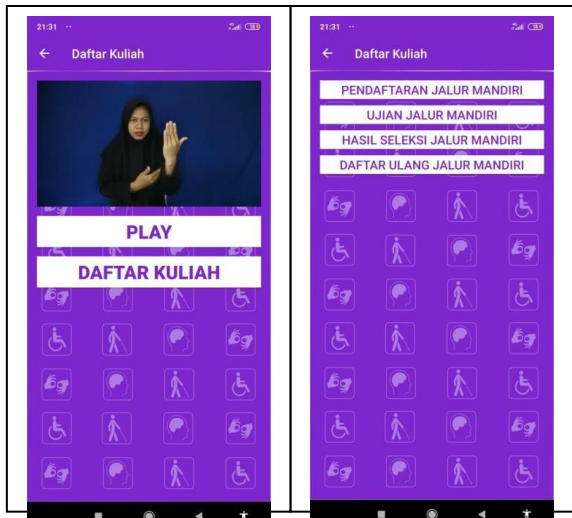 21:31
Daftar Kuliah
PLAY
DAFTAR KULIAH
21:31
Daftar Kuliah
PENDAFTARAN JALUR MANDIRI
UJIAN JALUR MANDIRI
HASIL SELEKSI JALUR MANDIRI
DAFTAR ULANG JALUR MANDIRI